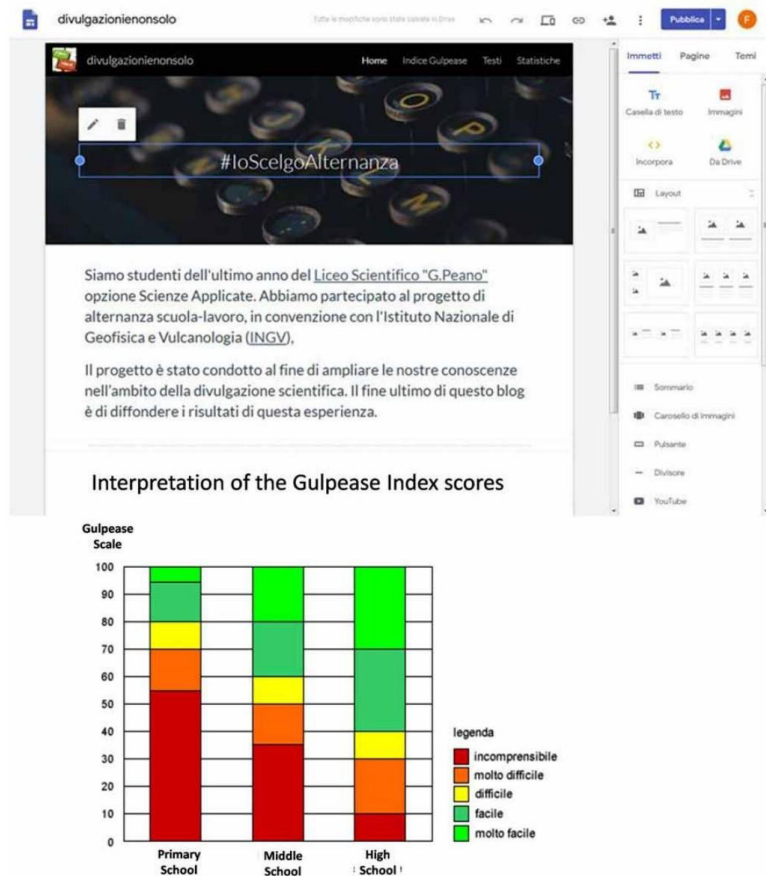 divulgazionienonsolo
Tutte le modifiche sono state salvate in Drive
Pubblica
F
divulgazionienonsolo
Home Indice Gulpease Testi Statistiche
#IoScelgoAlternanza
Siamo studenti dell'ultimo anno del Liceo Scientifico "G.Peano"
opzione Scienze Applicate. Abbiamo partecipato al progetto di
alternanza scuola-lavoro, in convenzione con l'Istituto Nazionale di
Geofisica e Vulcanologia (INGV),
Il progetto è stato condotto al fine di ampliare le nostre conoscenze
nell'ambito della divulgazione scientifica. Il fine ultimo di questo blog
è di diffondere i risultati di questa esperienza.
Immetti Pagine Temi
Tт
Casella di testo Immagini
Incorpora Da Drive
Layout
Sommario
Carosello di immagini
Pulsante
Divisore
YouTube
Interpretation of the Gulpease Index scores
Gulpease
Scale
100
90
80
70
60
50
40
30
20
10
0
Primary
School
Middle
School
High
School
legenda
incomprensibile
molto difficile
difficile
facile
molto facile